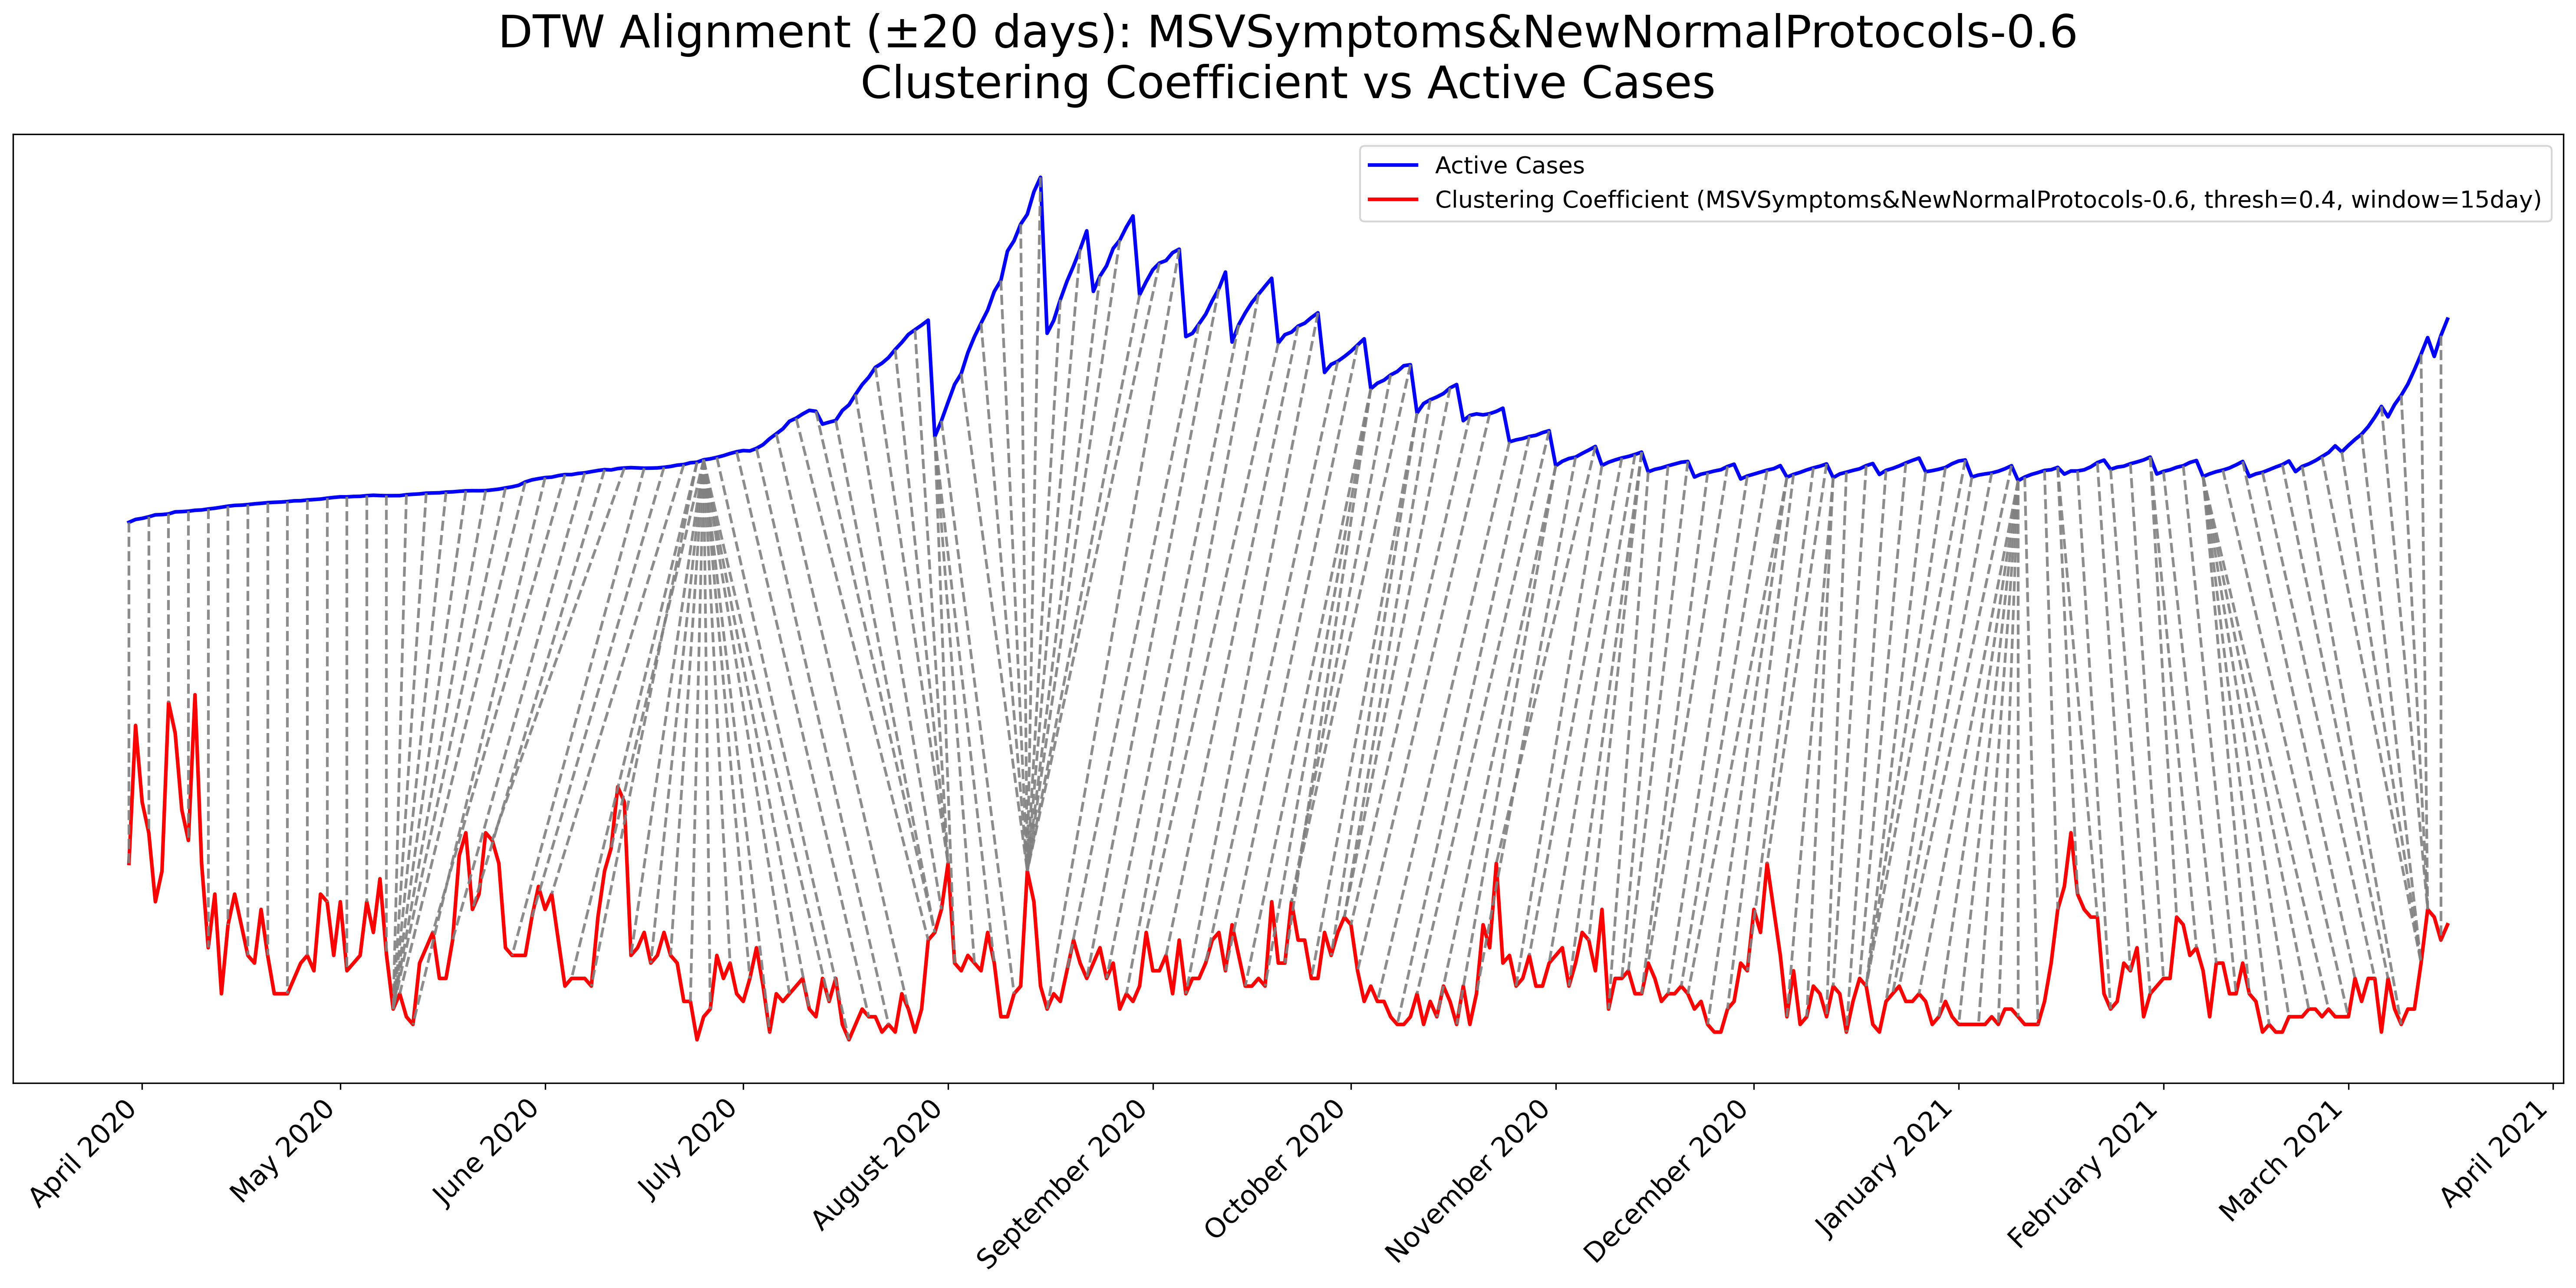 DTW Alignment (±20 days): MSVSymptoms&NewNormalProtocols-0.6
Clustering Coefficient vs Active Cases
Active Cases
Clustering Coefficient (MSVSymptoms&NewNormalProtocols-0.6, thresh=0.4, window=15day)
April 2020
May 2020
June 2020
July 2020
August 2020
September 2020
October 2020
November 2020
December 2020
January 2021
February 2021
March 2021
April 2021